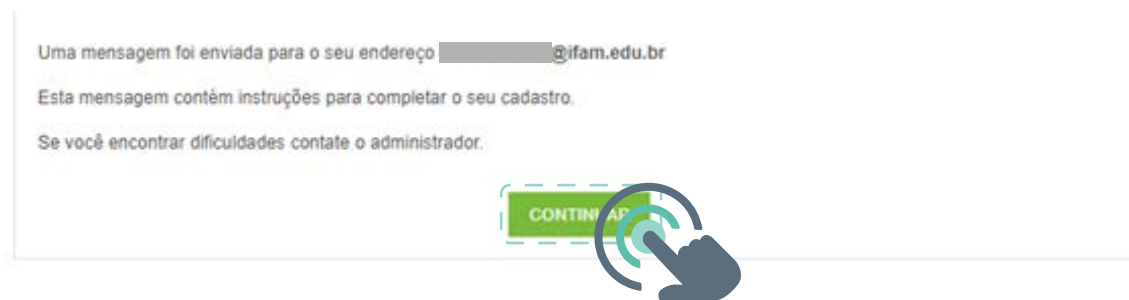 Uma mensagem foi enviada para o seu endereço @ifam.edu.br
Esta mensagem contém instruções para completar o seu cadastro.
Se você encontrar dificuldades contate o administrador.
CONTINUAR